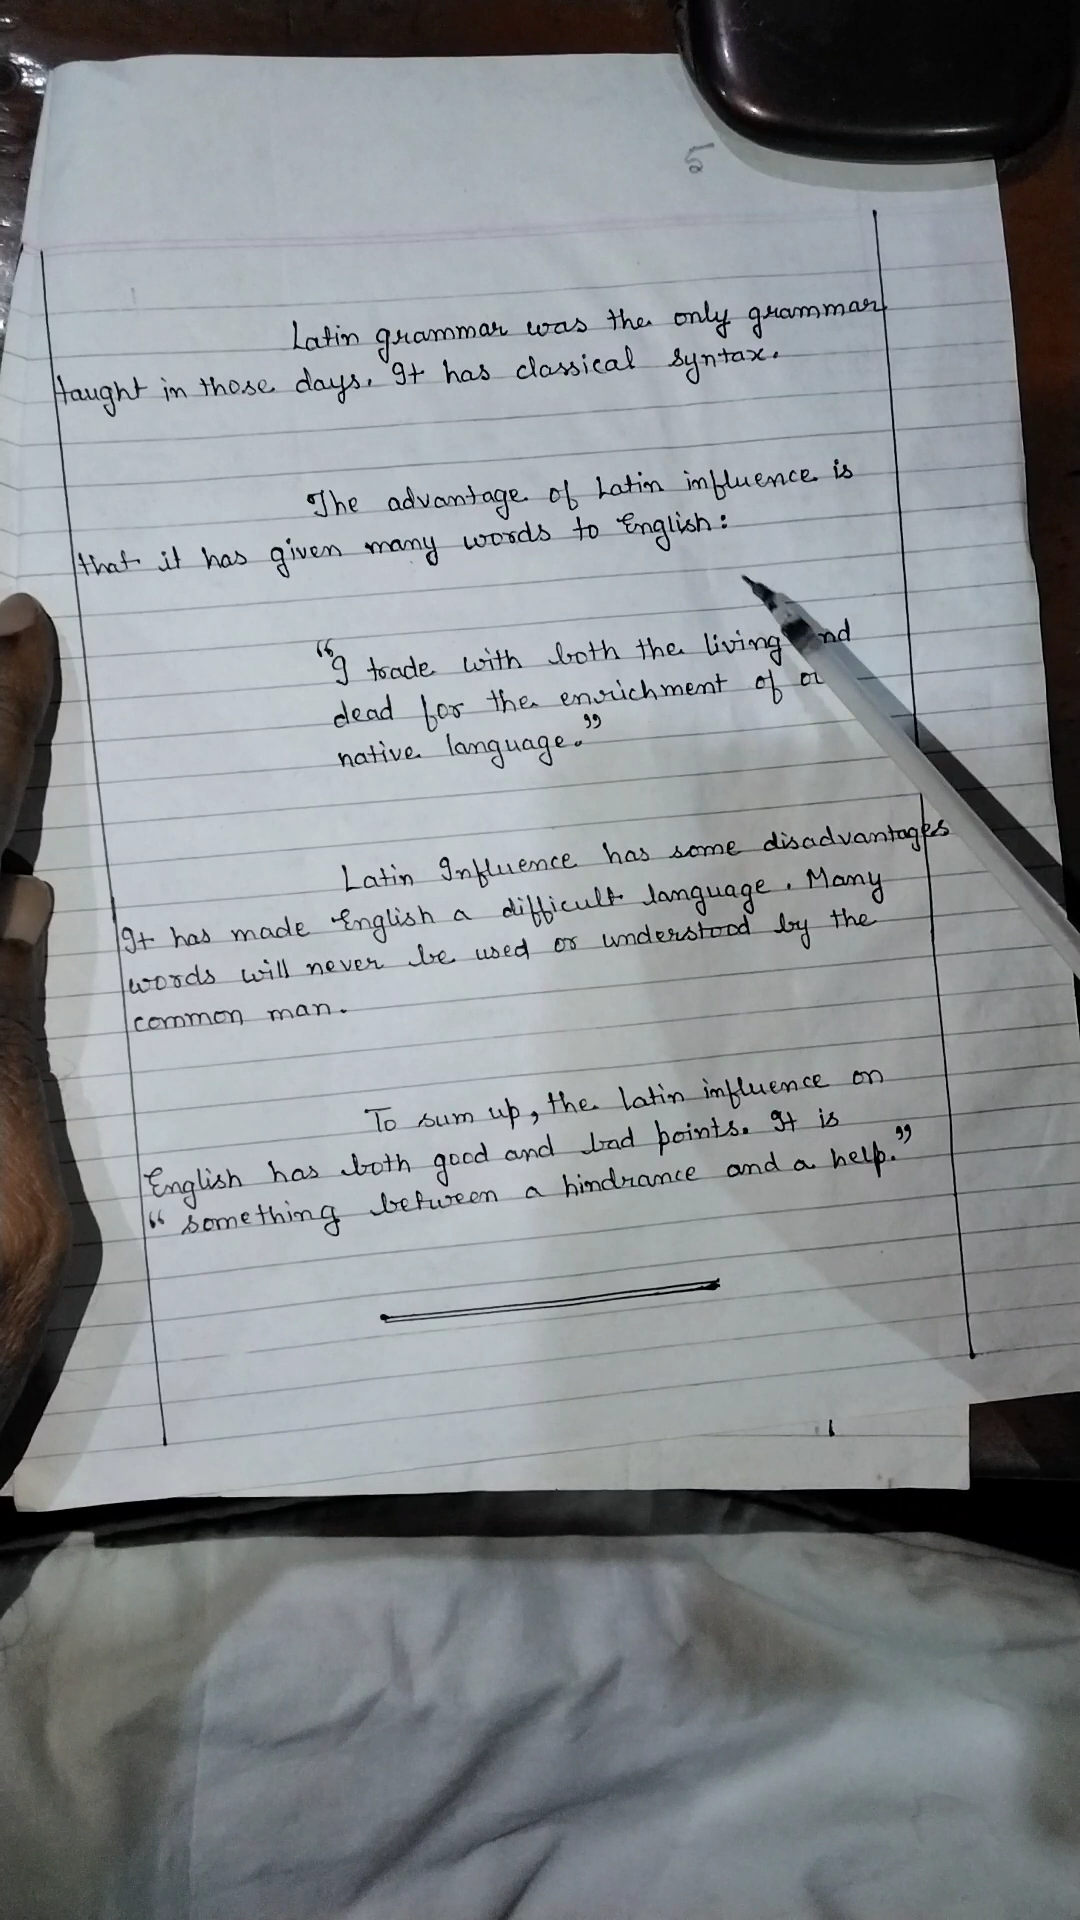 5
Latin grammar was the only grammar
taught in those days. It has classical syntax.
The advantage of Latin influence is
that it has given many words to English:
“I trade with both the living
dead for the enrichment of
native language.”
Latin Influence has some disadvantages
It has made English a difficult language. Many
words will never be used or understood by the
common man.
To sum up, the Latin influence on
English has both good and bad points. It is
“something between a hindrance and a help.”